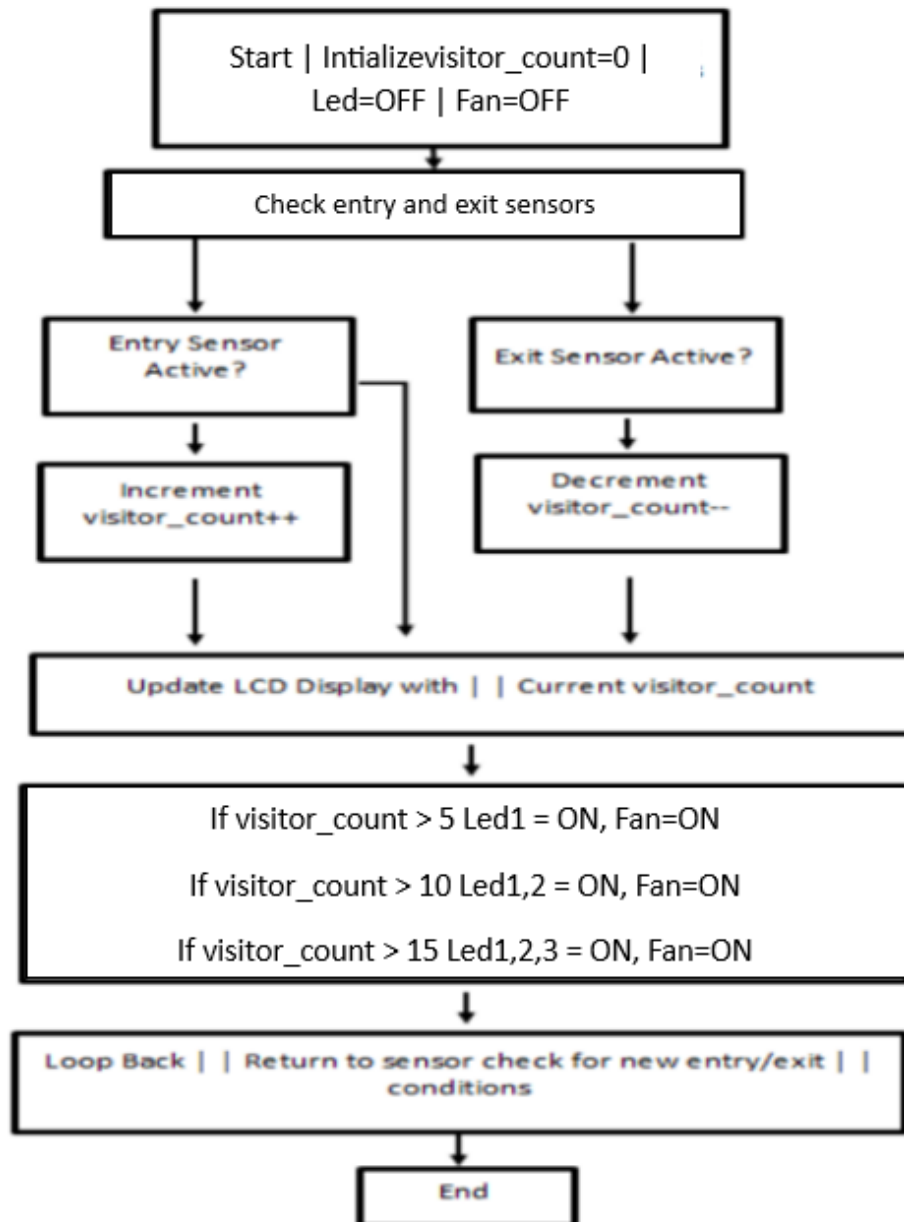 Start | Intializevisitor_count=0 |
Led=OFF | Fan=OFF
Check entry and exit sensors
Entry Sensor
Active?
Exit Sensor Active?
Increment
visitor_count++
Decrement
visitor_count--
Update LCD Display with | | Current visitor_count
If visitor_count > 5 Led1 = ON, Fan=ON
If visitor_count > 10 Led1,2 = ON, Fan=ON
If visitor_count > 15 Led1,2,3 = ON, Fan=ON
Loop Back | | Return to sensor check for new entry/exit | |
conditions
End